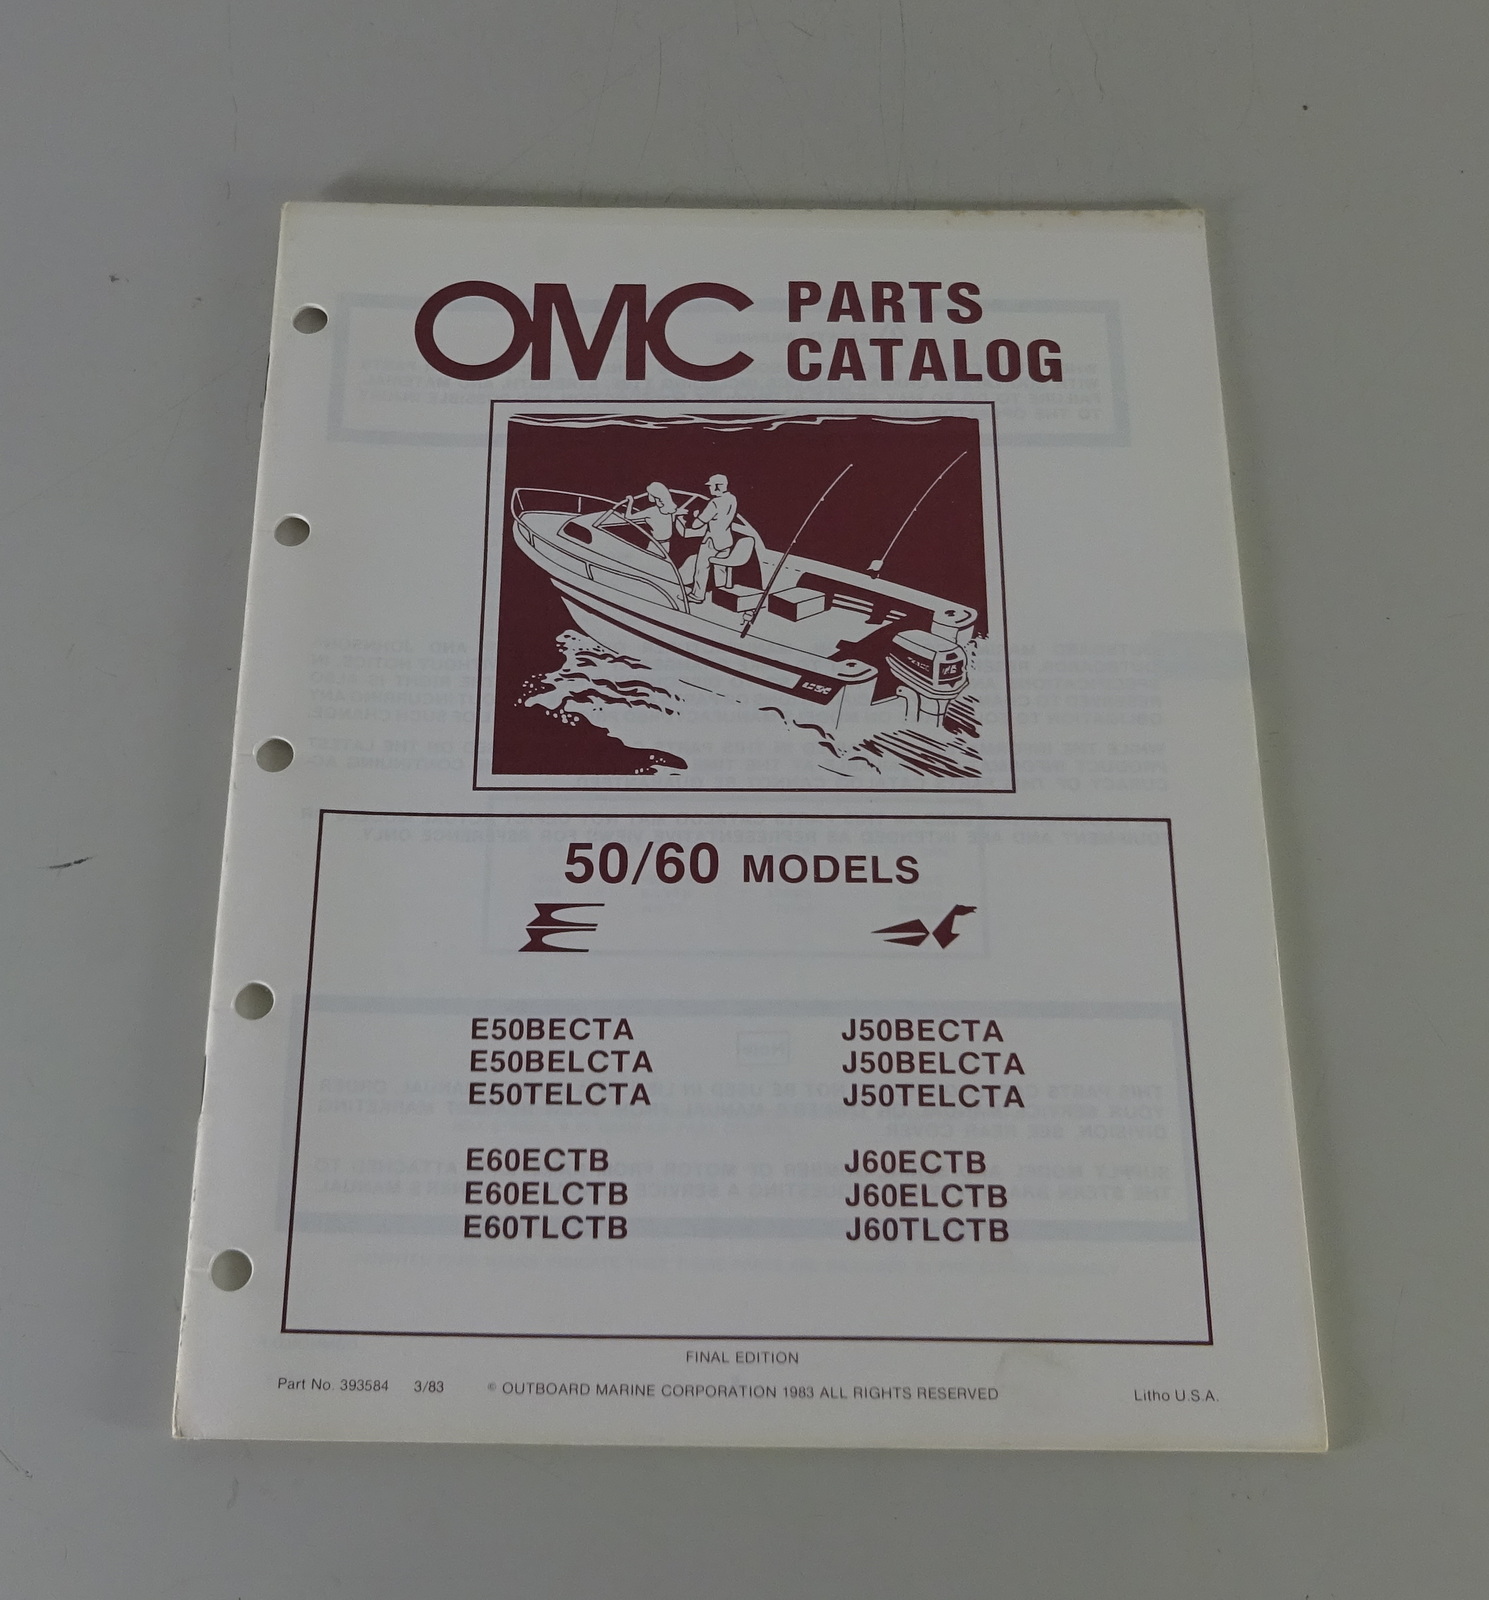 OMC PARTS
CATALOG
50/60 MODELS
E50BECTA
E50BELCTA
E50TELCTA
E60ECTB
E60ELCTB
E60TLCTB
J50BECTA
J50BELCTA
J50TELCTA
J60ECTB
J60ELCTB
J60TLCTB
FINAL EDITION
Part No. 393584 3/83 © OUTBOARD MARINE CORPORATION 1983 ALL RIGHTS RESERVED Litho U.S.A.